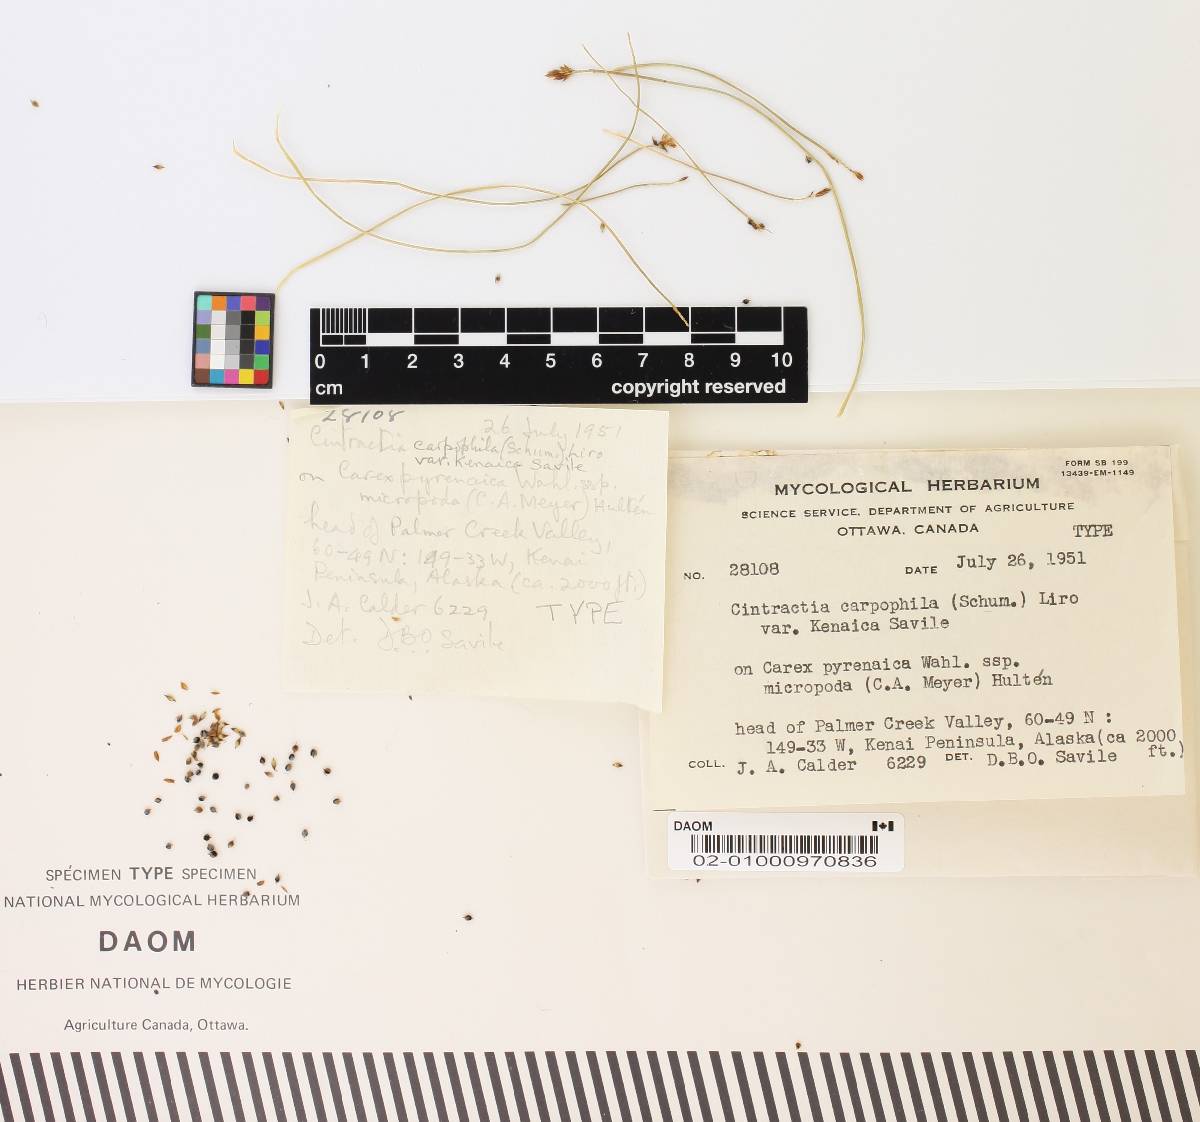 0 1 2 3 4 5 6 7 8 9 10
cm copyright reserved
28108
26 July 1951
Cintractia carpophila (Schum.) Liro
var. Kenaica Savile
on Carex pyrenaica Wahl. ssp.
micropoda (C.A. Meyer) Hultén
head of Palmer Creek Valley,
60-49 N: 149-33 W, Kenai
Peninsula, Alaska (ca. 2000 ft.)
J. A. Calder 6229 TYPE
Det. D.B.O. Savile
FORM SB 199
13439-EM-1149
MYCOLOGICAL HERBARIUM
SCIENCE SERVICE, DEPARTMENT OF AGRICULTURE
OTTAWA, CANADA
TYPE
NO. 28108 DATE July 26, 1951
Cintractia carpophila (Schum.) Liro
var. Kenaica Savile
on Carex pyrenaica Wahl. ssp.
micropoda (C.A. Meyer) Hultén
head of Palmer Creek Valley, 60-49 N :
149-33 W, Kenai Peninsula, Alaska(ca 2000
ft.)
COLL. J. A. Calder 6229 DET. D.B.O. Savile
DAOM
02-01000970836
SPÉCIMEN TYPE SPECIMEN
NATIONAL MYCOLOGICAL HERBARIUM
DAOM
HERBIER NATIONAL DE MYCOLOGIE
Agriculture Canada, Ottawa.